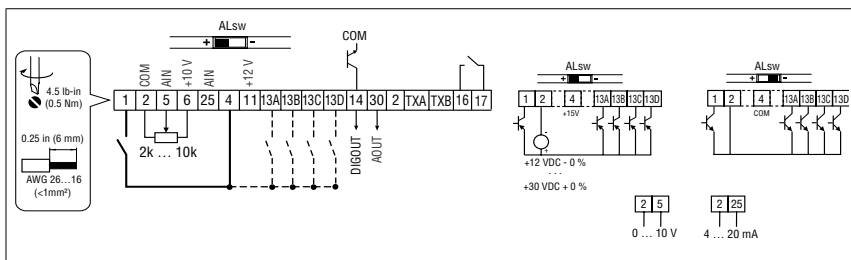 ALsw
+ -
COM
4.5 lb-in
(0.5 Nm)
0.25 in (6 mm)
AWG 26...16
(<1mm²)
COM
AIN
+10 V
AIN
+12 V
1 2 5 6 25 4 11 13A 13B 13C 13D 14 30 2 TXA TXB 16 17
2k ... 10k
DIGOUT
AOUT
ALsw
+ -
1 2 4 13A 13B 13C 13D
+15V
+12 VDC - 0 %
...
+30 VDC + 0 %
ALsw
+ -
1 2 4 13A 13B 13C 13D
COM
2 5
0 ... 10 V
2 25
4 ... 20 mA